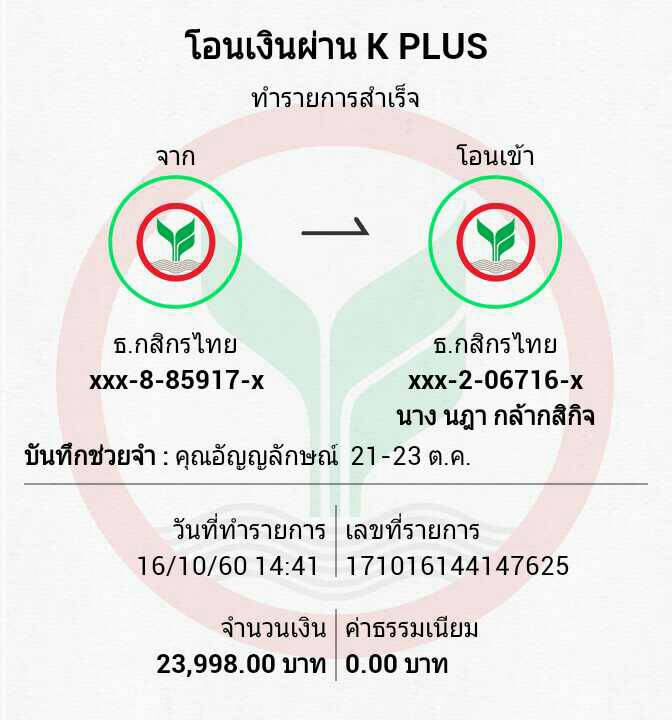 โอนเงินผ่าน K PLUS
ทำรายการสำเร็จ
จาก
โอนเข้า
ธ.กสิกรไทย
xxx-8-85917-x
ธ.กสิกรไทย
xxx-2-06716-x
นาง นฎา กล้ากสิกิจ
บันทึกช่วยจำ : คุณอัญญลักษณ์ 21-23 ต.ค.
วันที่ทำรายการ
16/10/60 14:41
เลขที่รายการ
171016144147625
จำนวนเงิน
23,998.00 บาท
ค่าธรรมเนียม
0.00 บาท